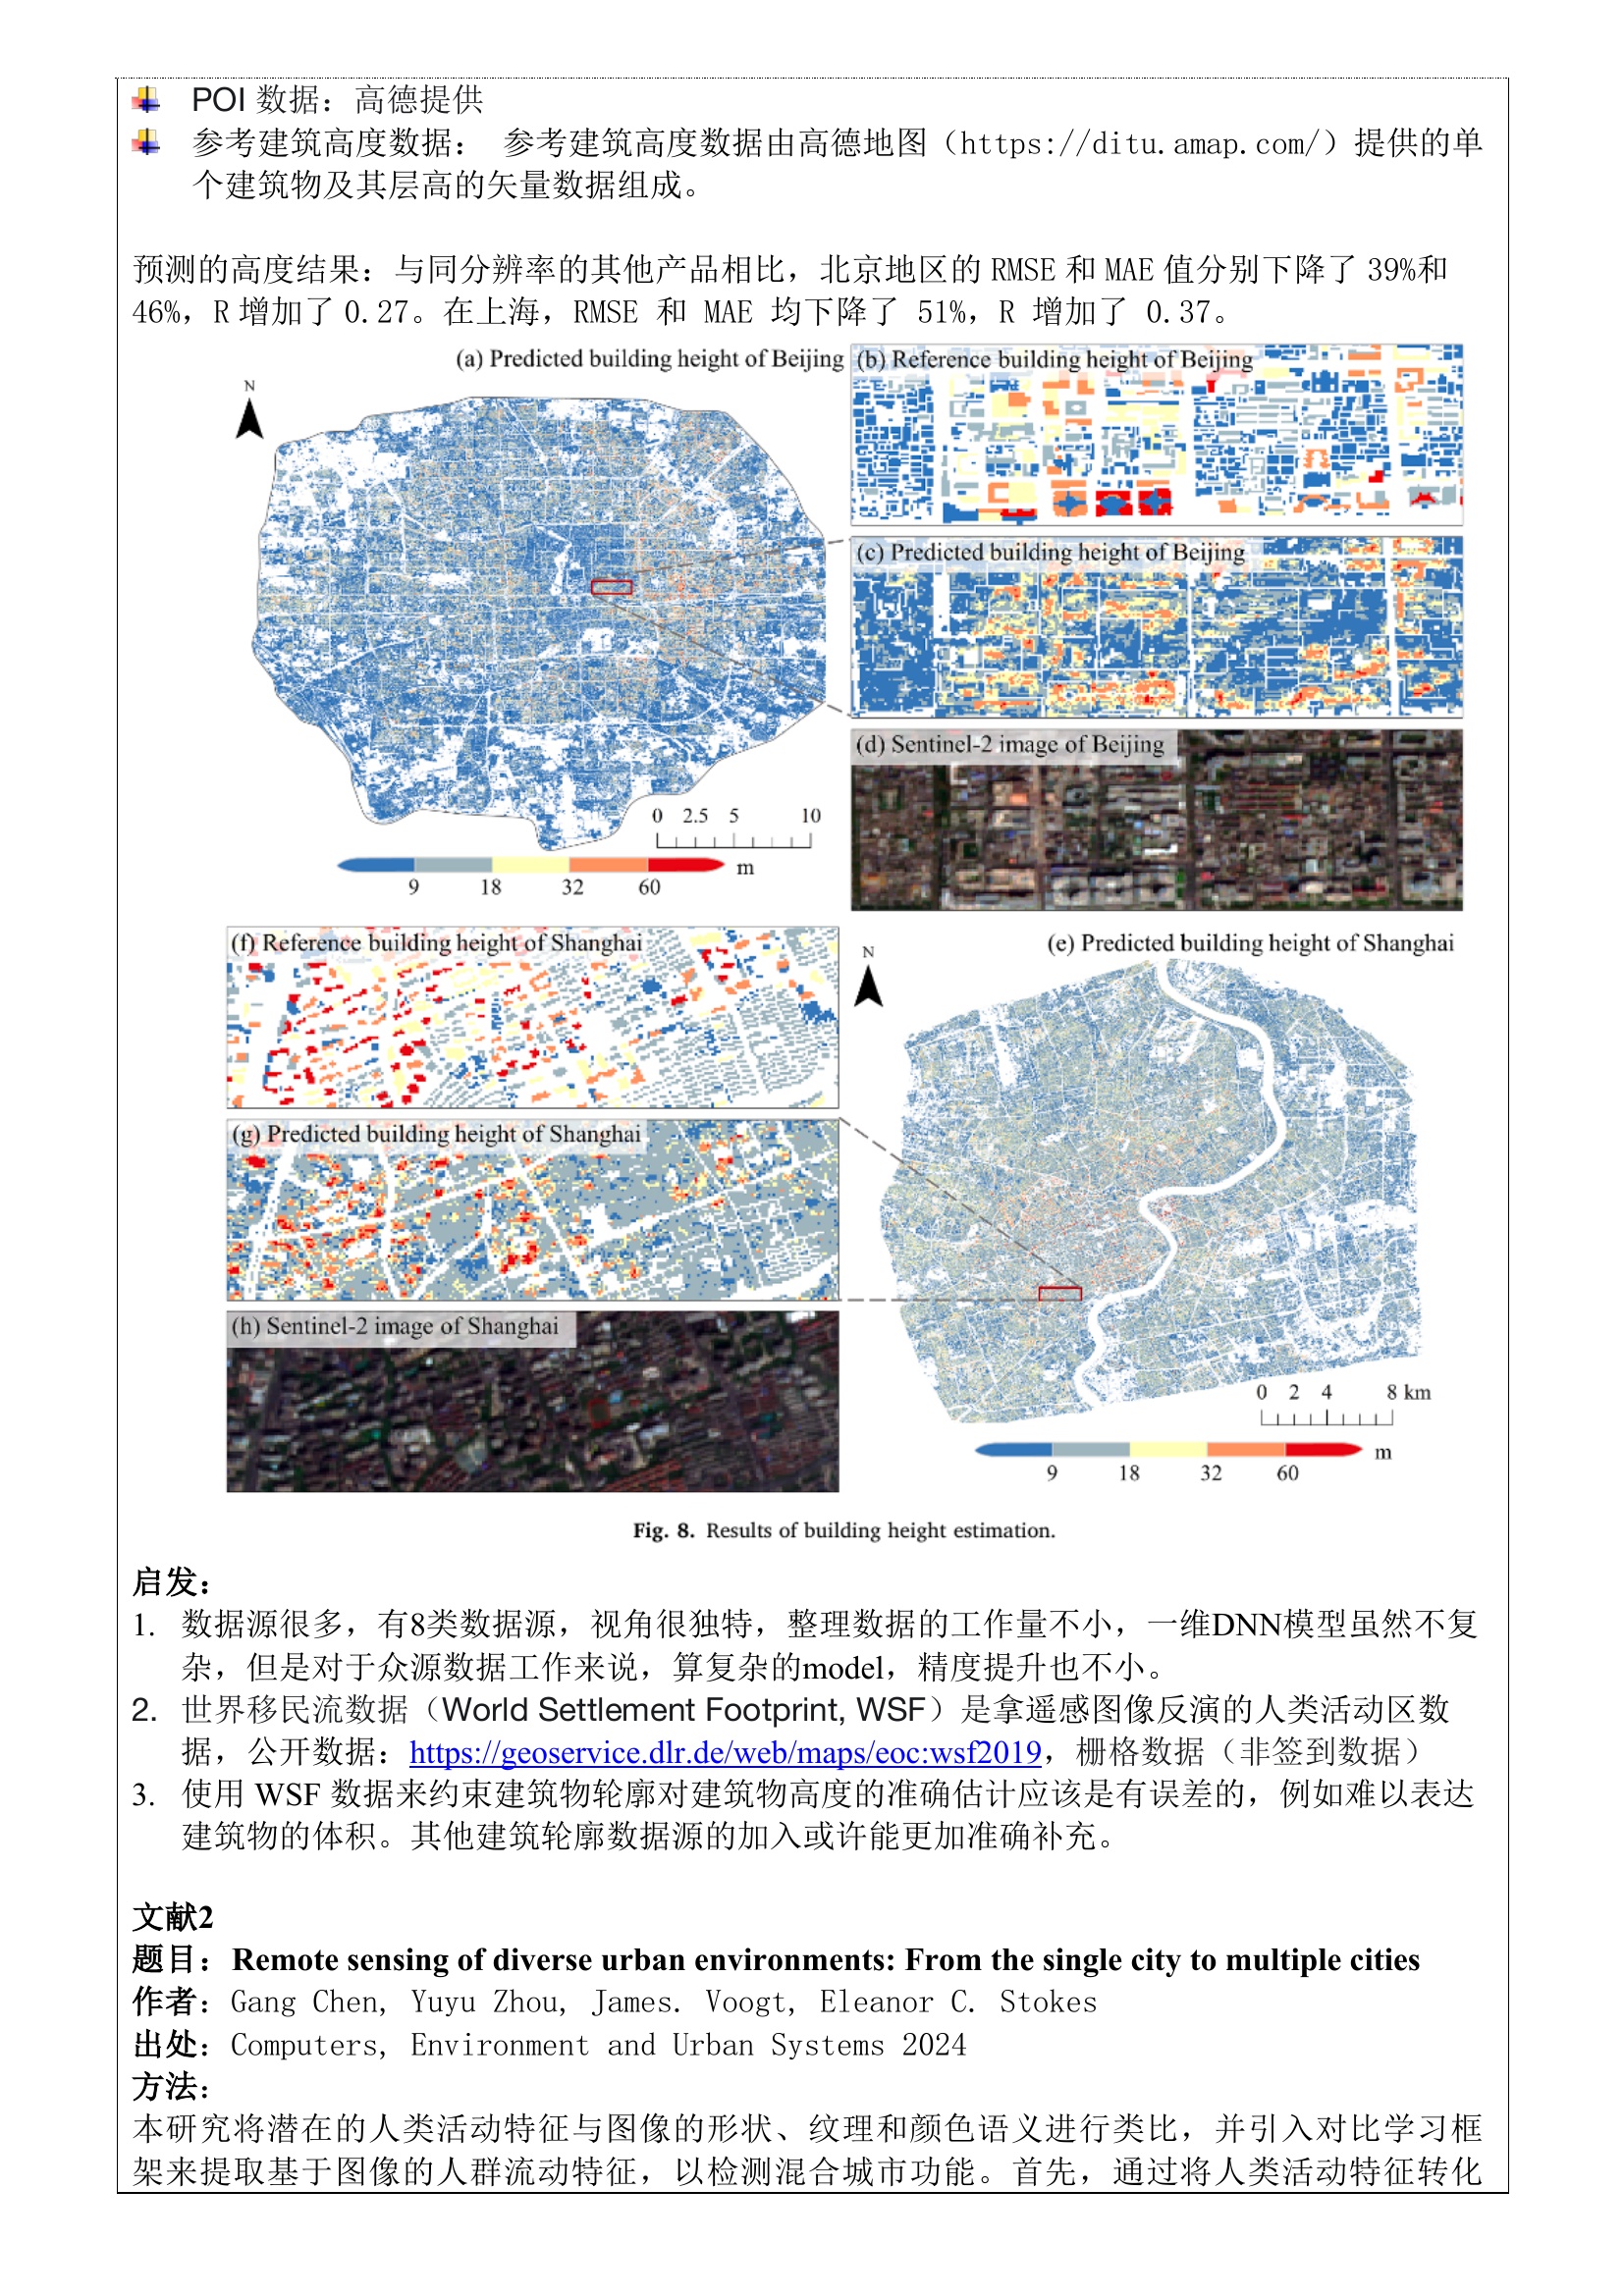 POI 数据：高德提供
参考建筑高度数据： 参考建筑高度数据由高德地图（https://ditu.amap.com/）提供的单
个建筑物及其层高的矢量数据组成。
预测的高度结果：与同分辨率的其他产品相比，北京地区的 RMSE 和 MAE 值分别下降了 39%和
46%，R 增加了 0.27。在上海，RMSE 和 MAE 均下降了 51%，R 增加了 0.37。
(a) Predicted building height of Beijing
N
0 2.5 5 10
9 18 32 60 m
(b) Reference building height of Beijing
(c) Predicted building height of Beijing
(d) Sentinel-2 image of Beijing
(f) Reference building height of Shanghai
(g) Predicted building height of Shanghai
(h) Sentinel-2 image of Shanghai
(e) Predicted building height of Shanghai
N
0 2 4 8 km
9 18 32 60 m
Fig. 8. Results of building height estimation.
启发：
1. 数据源很多，有8类数据源，视角很独特，整理数据的工作量不小，一维DNN模型虽然不复
杂，但是对于众源数据工作来说，算复杂的model，精度提升也不小。
2. 世界移民流数据（World Settlement Footprint, WSF）是拿遥感图像反演的人类活动区数
据，公开数据：https://geoservice.dlr.de/web/maps/eoc:wsf2019，栅格数据（非签到数据）
3. 使用 WSF 数据来约束建筑物轮廓对建筑物高度的准确估计应该是有误差的，例如难以表达
建筑物的体积。其他建筑轮廓数据源的加入或许能更加准确补充。
文献2
题目：Remote sensing of diverse urban environments: From the single city to multiple cities
作者：Gang Chen, Yuyu Zhou, James. Voogt, Eleanor C. Stokes
出处：Computers, Environment and Urban Systems 2024
方法：
本研究将潜在的人类活动特征与图像的形状、纹理和颜色语义进行类比，并引入对比学习框
架来提取基于图像的人群流动特征，以检测混合城市功能。首先，通过将人类活动特征转化